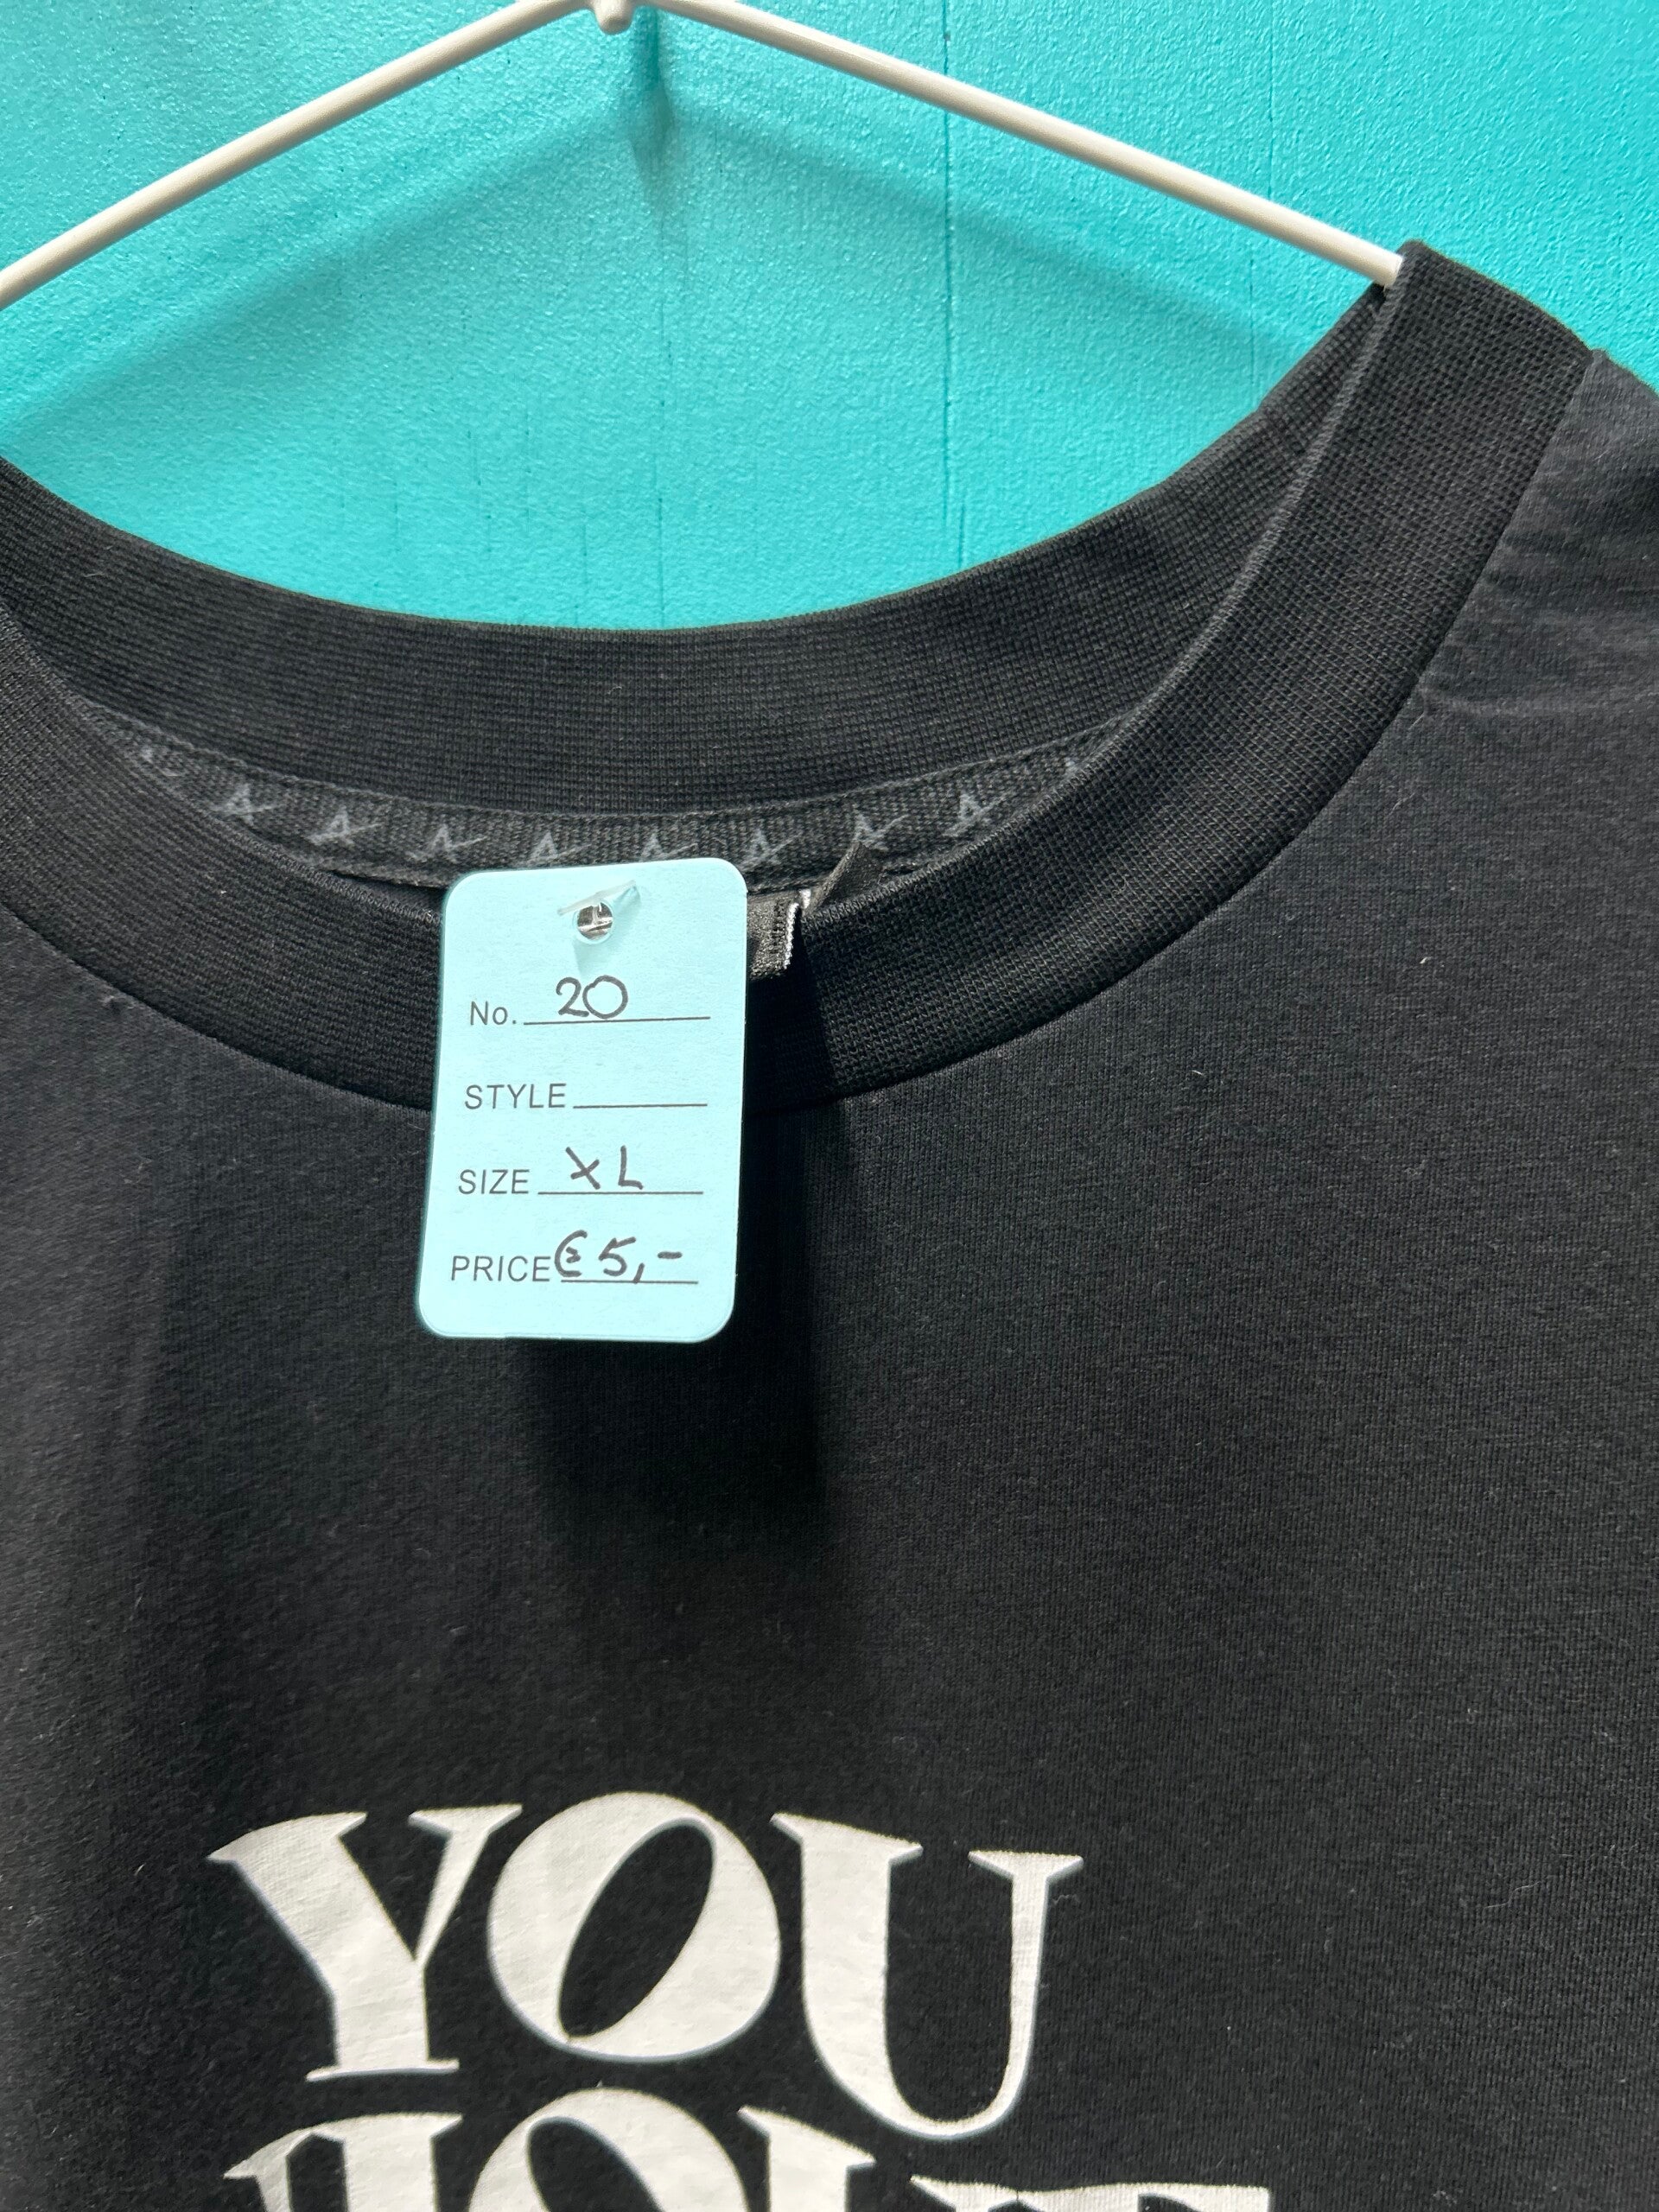 No. 20
STYLE
SIZE XL
PRICE €5,-
YOU